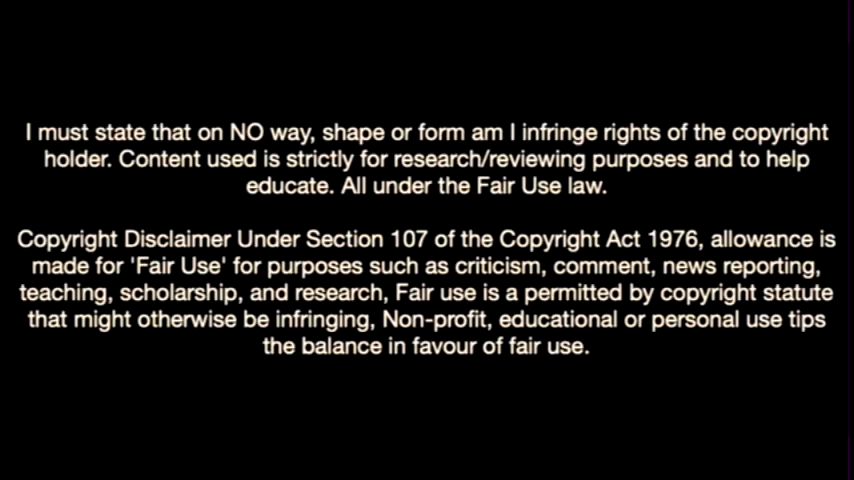 I must state that on NO way, shape or form am I infringe rights of the copyright
holder. Content used is strictly for research/reviewing purposes and to help
educate. All under the Fair Use law.
Copyright Disclaimer Under Section 107 of the Copyright Act 1976, allowance is
made for 'Fair Use' for purposes such as criticism, comment, news reporting,
teaching, scholarship, and research, Fair use is a permitted by copyright statute
that might otherwise be infringing, Non-profit, educational or personal use tips
the balance in favour of fair use.